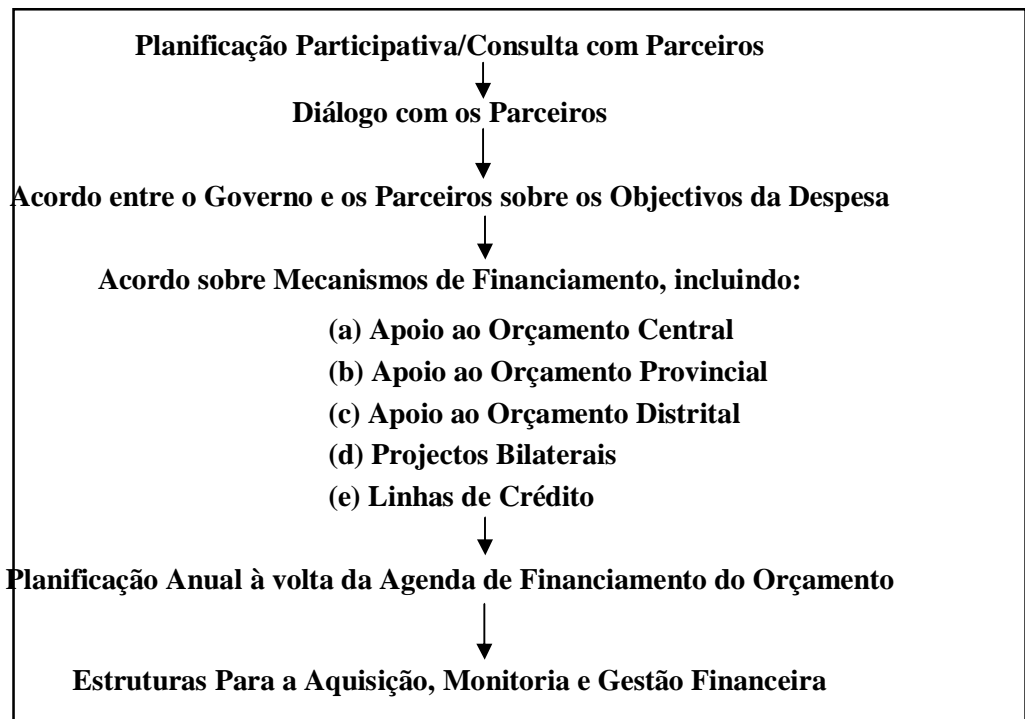 Planificação Participativa/Consulta com Parceiros
Diálogo com os Parceiros
Acordo entre o Governo e os Parceiros sobre os Objectivos da Despesa
Acordo sobre Mecanismos de Financiamento, incluindo:
(a) Apoio ao Orçamento Central
(b) Apoio ao Orçamento Provincial
(c) Apoio ao Orçamento Distrital
(d) Projectos Bilaterais
(e) Linhas de Crédito
Planificação Anual à volta da Agenda de Financiamento do Orçamento
Estruturas Para a Aquisição, Monitoria e Gestão Financeira